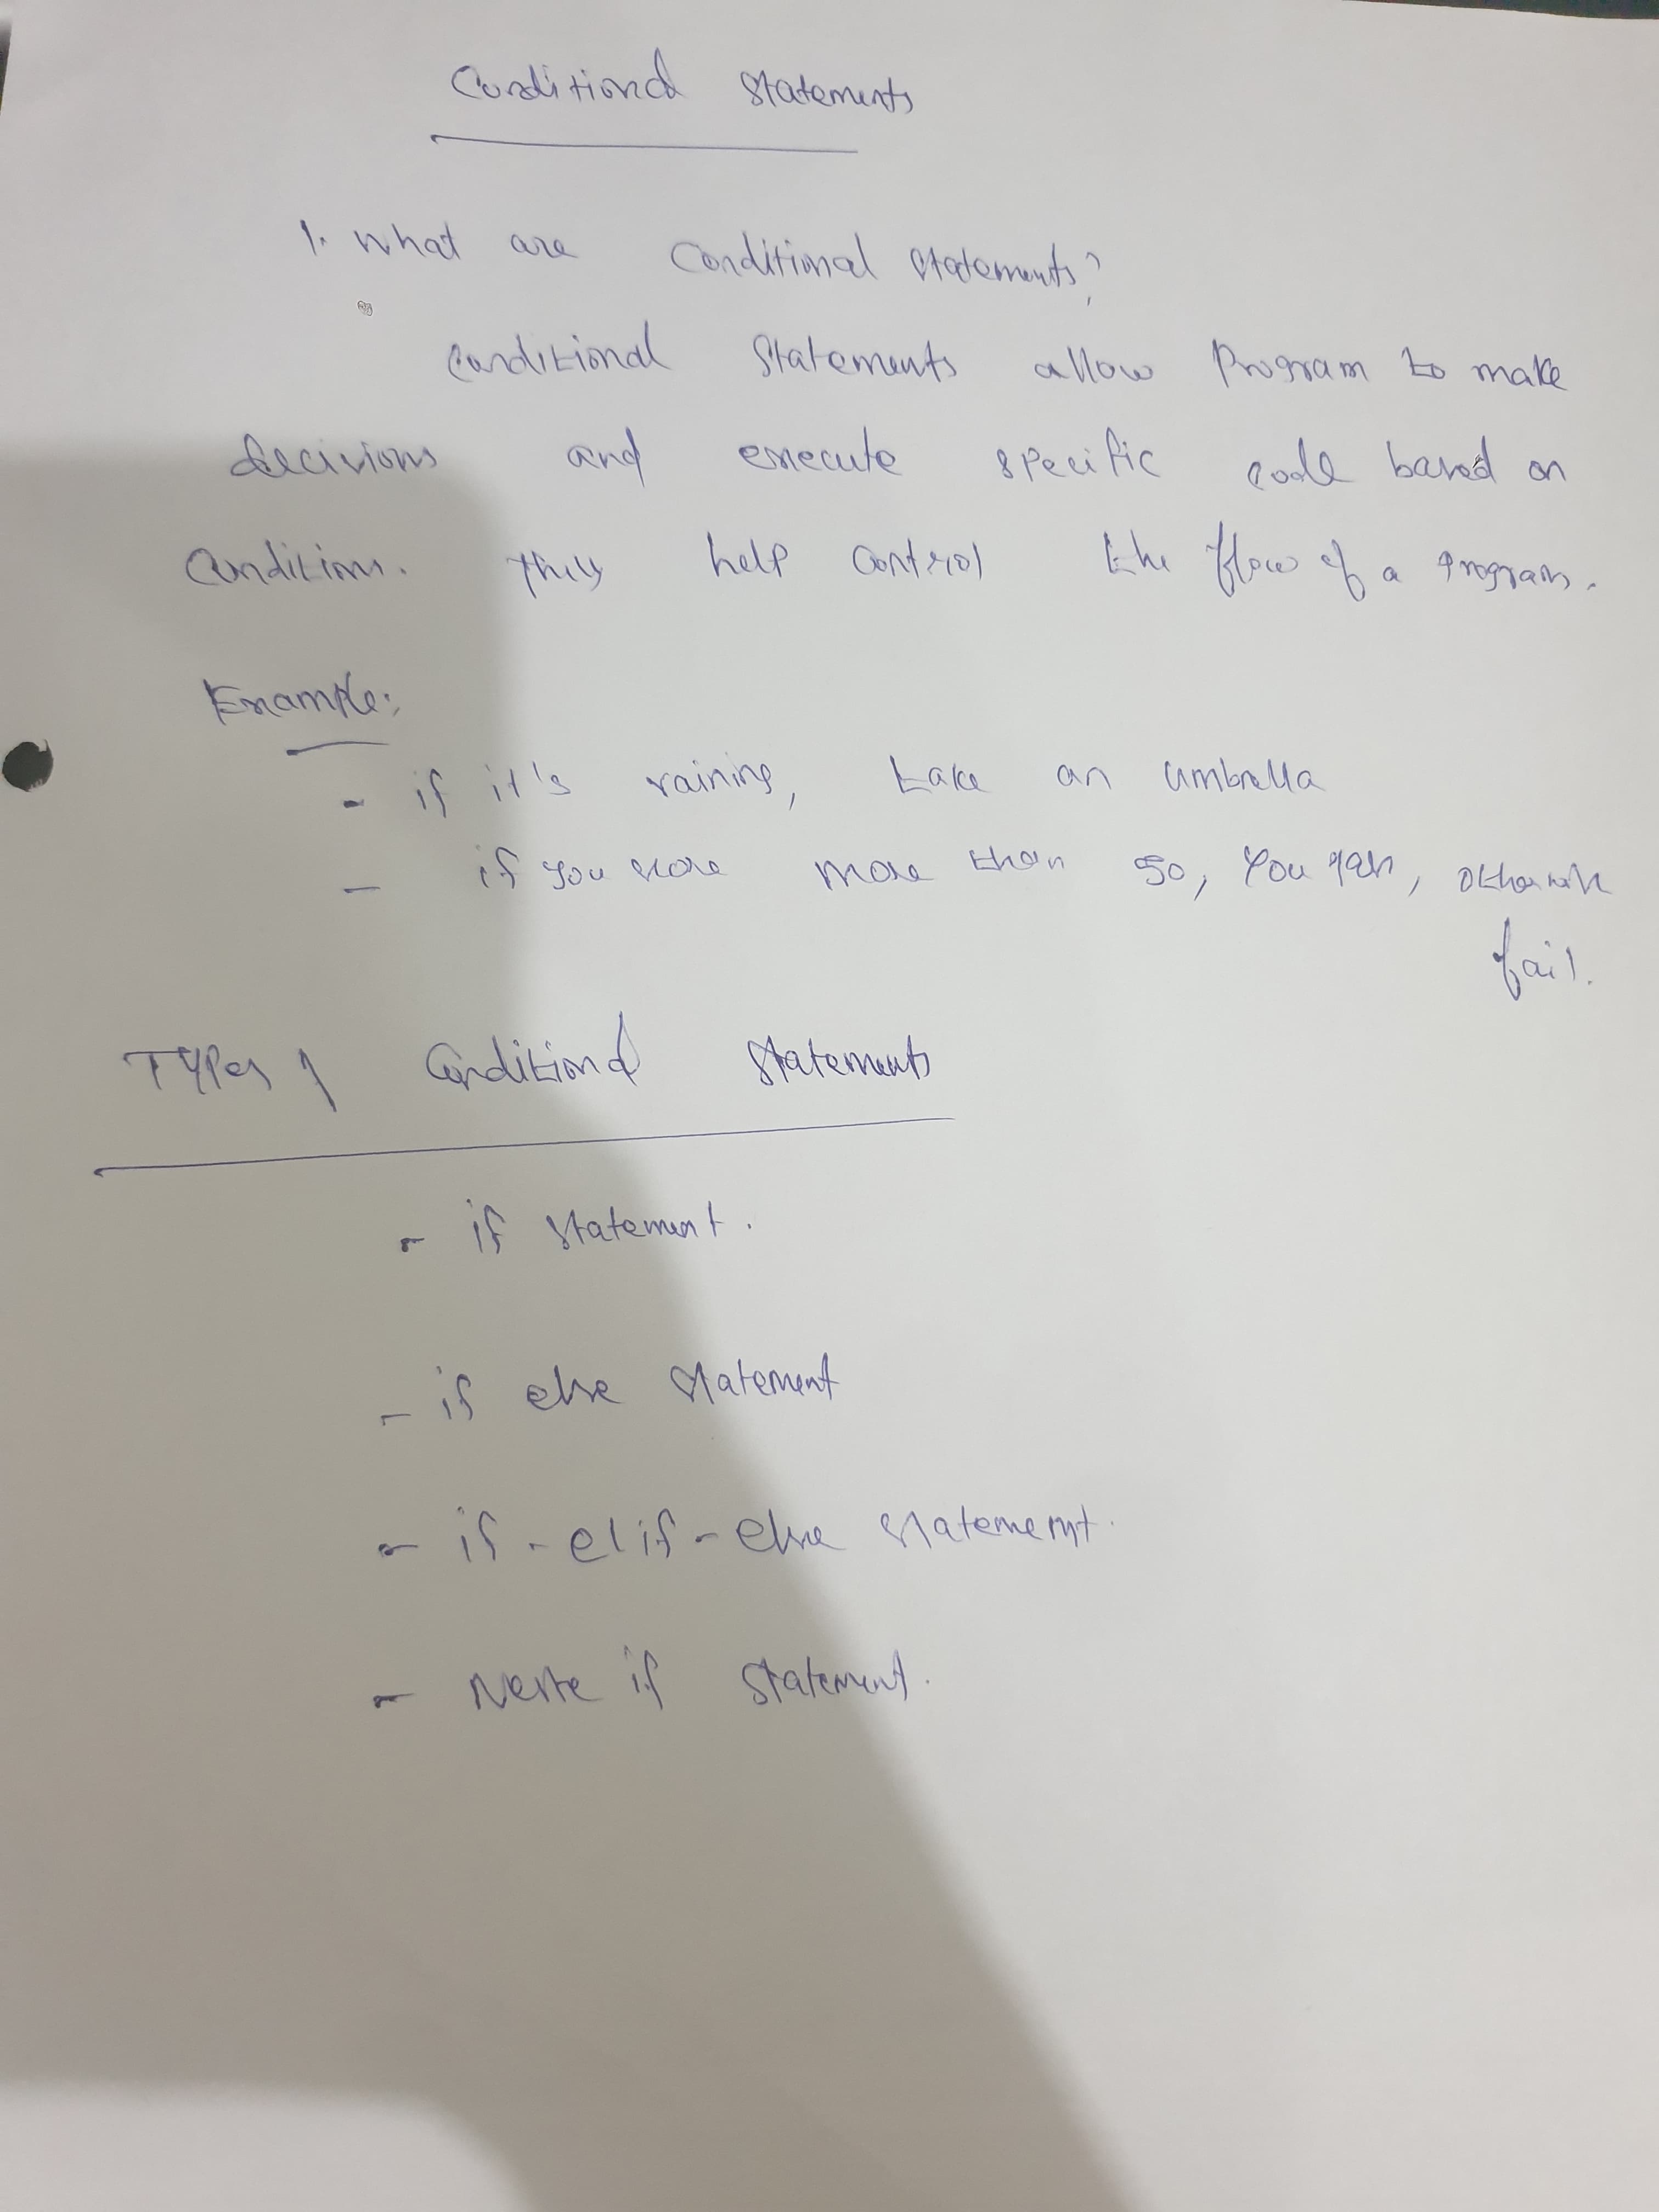 Conditional Statements
1. What are Conditional Statements?
Conditional Statements allow Program to make
decisions and execute specific code based on
Conditions. They help control the flow of a program.
Example:
- if it's raining, take an umbrella
- if you score more than 50, you pass, otherwise
fail.
Types of Conditional Statements
- if statement.
- if else statement
- if - elif - else statement.
- Neste if statement.